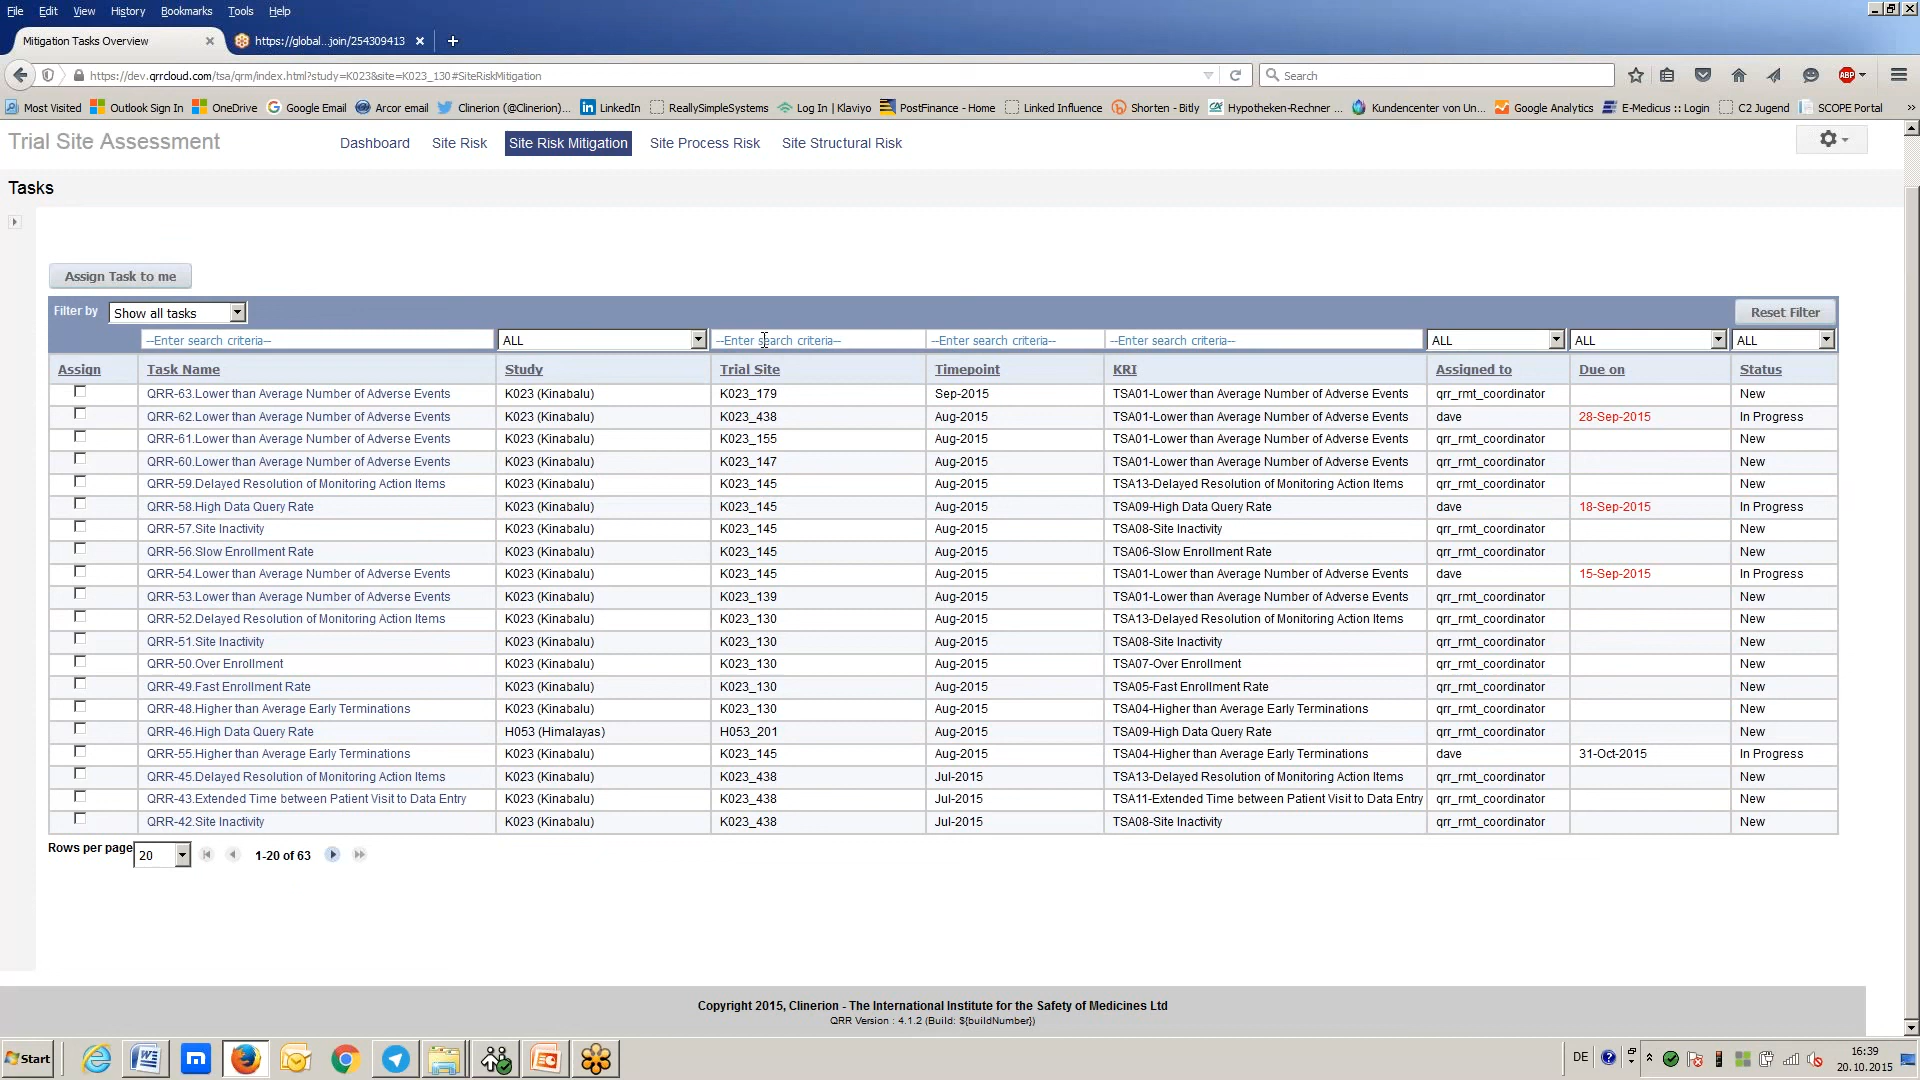 File Edit View History Bookmarks Tools Help
Mitigation Tasks Overview https://global...join/254309413
https://dev.qrrcloud.com/tsa/qrm/index.html?study=K023&site=K023_130#SiteRiskMitigation Search ABP
Most Visited Outlook Sign In OneDrive Google Email Arcor email Clinerion (@Clinerion)... LinkedIn ReallySimpleSystems Log In | Klaviyo PostFinance - Home Linked Influence Shorten - Bitly Hypotheken-Rechner ... Kundencenter von Un... Google Analytics E-Medicus :: Login C2 Jugend SCOPE Portal
Trial Site Assessment Dashboard Site Risk Site Risk Mitigation Site Process Risk Site Structural Risk
Tasks
Assign Task to me
Filter by Show all tasks Reset Filter
--Enter search criteria-- ALL --Enter search criteria-- --Enter search criteria-- --Enter search criteria-- ALL ALL ALL
Assign Task Name Study Trial Site Timepoint KRI Assigned to Due on Status
QRR-63.Lower than Average Number of Adverse Events K023 (Kinabalu) K023_179 Sep-2015 TSA01-Lower than Average Number of Adverse Events qrr_rmt_coordinator New
QRR-62.Lower than Average Number of Adverse Events K023 (Kinabalu) K023_438 Aug-2015 TSA01-Lower than Average Number of Adverse Events dave 28-Sep-2015 In Progress
QRR-61.Lower than Average Number of Adverse Events K023 (Kinabalu) K023_155 Aug-2015 TSA01-Lower than Average Number of Adverse Events qrr_rmt_coordinator New
QRR-60.Lower than Average Number of Adverse Events K023 (Kinabalu) K023_147 Aug-2015 TSA01-Lower than Average Number of Adverse Events qrr_rmt_coordinator New
QRR-59.Delayed Resolution of Monitoring Action Items K023 (Kinabalu) K023_145 Aug-2015 TSA13-Delayed Resolution of Monitoring Action Items qrr_rmt_coordinator New
QRR-58.High Data Query Rate K023 (Kinabalu) K023_145 Aug-2015 TSA09-High Data Query Rate dave 18-Sep-2015 In Progress
QRR-57.Site Inactivity K023 (Kinabalu) K023_145 Aug-2015 TSA08-Site Inactivity qrr_rmt_coordinator New
QRR-56.Slow Enrollment Rate K023 (Kinabalu) K023_145 Aug-2015 TSA06-Slow Enrollment Rate qrr_rmt_coordinator New
QRR-54.Lower than Average Number of Adverse Events K023 (Kinabalu) K023_145 Aug-2015 TSA01-Lower than Average Number of Adverse Events dave 15-Sep-2015 In Progress
QRR-53.Lower than Average Number of Adverse Events K023 (Kinabalu) K023_139 Aug-2015 TSA01-Lower than Average Number of Adverse Events qrr_rmt_coordinator New
QRR-52.Delayed Resolution of Monitoring Action Items K023 (Kinabalu) K023_130 Aug-2015 TSA13-Delayed Resolution of Monitoring Action Items qrr_rmt_coordinator New
QRR-51.Site Inactivity K023 (Kinabalu) K023_130 Aug-2015 TSA08-Site Inactivity qrr_rmt_coordinator New
QRR-50.Over Enrollment K023 (Kinabalu) K023_130 Aug-2015 TSA07-Over Enrollment qrr_rmt_coordinator New
QRR-49.Fast Enrollment Rate K023 (Kinabalu) K023_130 Aug-2015 TSA05-Fast Enrollment Rate qrr_rmt_coordinator New
QRR-48.Higher than Average Early Terminations K023 (Kinabalu) K023_130 Aug-2015 TSA04-Higher than Average Early Terminations qrr_rmt_coordinator New
QRR-46.High Data Query Rate H053 (Himalayas) H053_201 Aug-2015 TSA09-High Data Query Rate qrr_rmt_coordinator New
QRR-55.Higher than Average Early Terminations K023 (Kinabalu) K023_145 Aug-2015 TSA04-Higher than Average Early Terminations dave 31-Oct-2015 In Progress
QRR-45.Delayed Resolution of Monitoring Action Items K023 (Kinabalu) K023_438 Jul-2015 TSA13-Delayed Resolution of Monitoring Action Items qrr_rmt_coordinator New
QRR-43.Extended Time between Patient Visit to Data Entry K023 (Kinabalu) K023_438 Jul-2015 TSA11-Extended Time between Patient Visit to Data Entry qrr_rmt_coordinator New
QRR-42.Site Inactivity K023 (Kinabalu) K023_438 Jul-2015 TSA08-Site Inactivity qrr_rmt_coordinator New
Rows per page 20 1-20 of 63
Copyright 2015, Clinerion - The International Institute for the Safety of Medicines Ltd
QRR Version : 4.1.2 (Build: ${buildNumber})
Start DE 16:39
20.10.2015